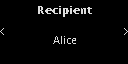 Recipient
< Alice >